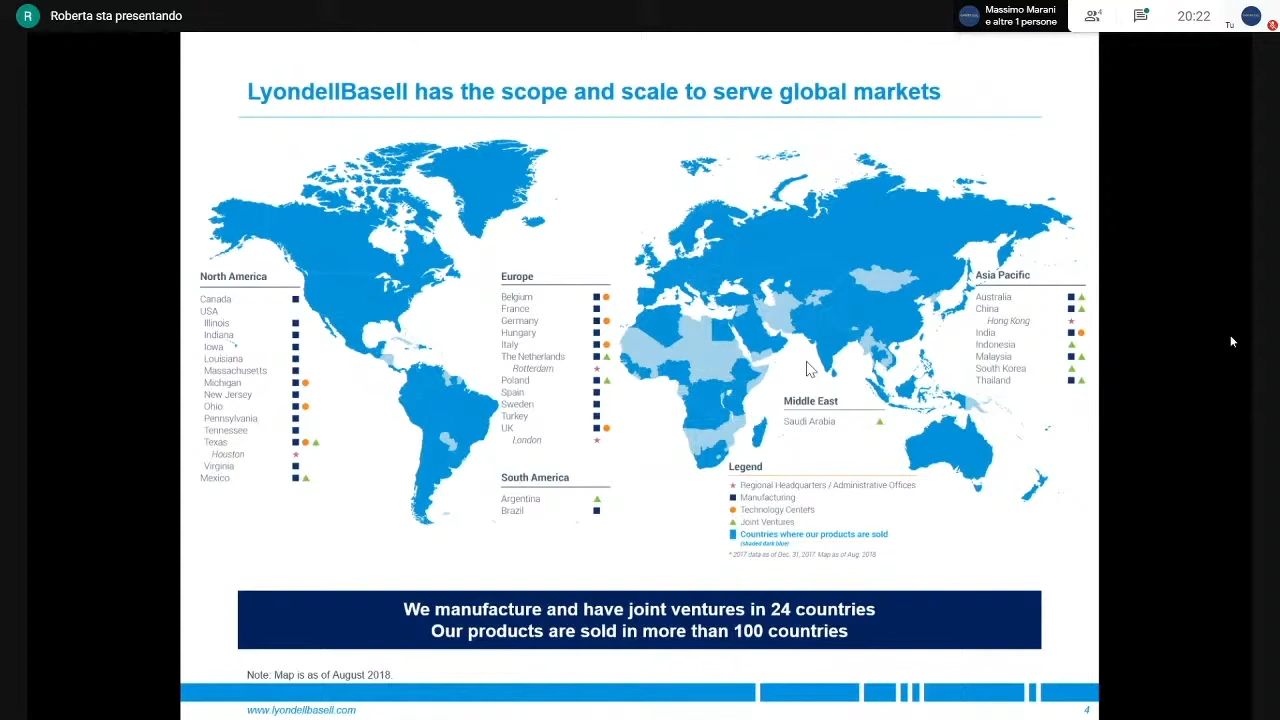 R Roberta sta presentando
Massimo Marani
e altre 1 persone
4
20:22
Tu
LyondellBasell has the scope and scale to serve global markets
North America
Canada
USA
Illinois
Indiana
Iowa
Louisiana
Massachusetts
Michigan
New Jersey
Ohio
Pennsylvania
Tennessee
Texas
Houston
Virginia
Mexico
Europe
Belgium
France
Germany
Hungary
Italy
The Netherlands
Rotterdam
Poland
Spain
Sweden
Turkey
UK
London
South America
Argentina
Brazil
Middle East
Saudi Arabia
Asia Pacific
Australia
China
Hong Kong
India
Indonesia
Malaysia
South Korea
Thailand
Legend
Regional Headquarters / Administrative Offices
Manufacturing
Technology Centers
Joint Ventures
Countries where our products are sold
(shaded dark blue)
* 2017 data as of Dec. 31, 2017. Map as of Aug. 2018
We manufacture and have joint ventures in 24 countries
Our products are sold in more than 100 countries
Note: Map is as of August 2018.
www.lyondellbasell.com
4